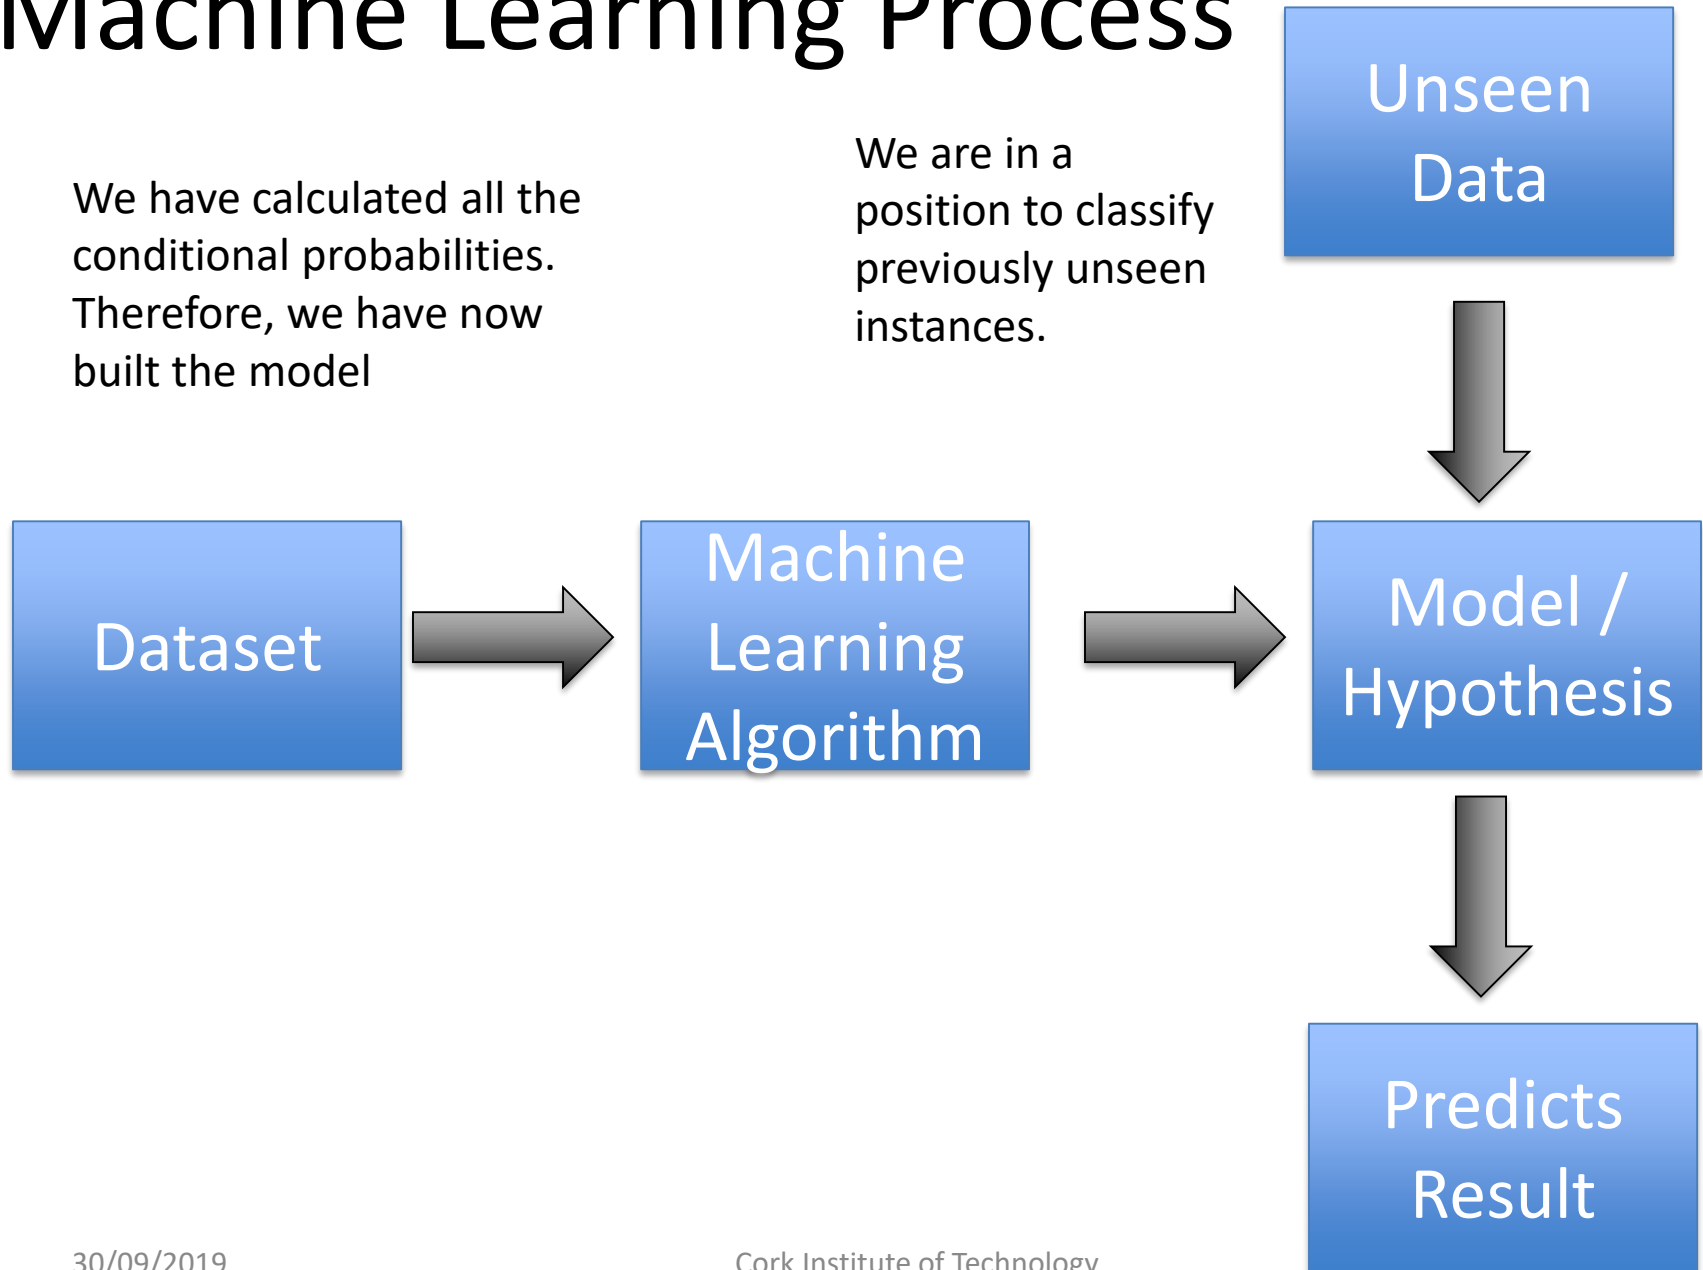 Machine Learning Process
We have calculated all the
conditional probabilities.
Therefore, we have now
built the model
We are in a
position to classify
previously unseen
instances.
Unseen
Data
Dataset
Machine
Learning
Algorithm
Model /
Hypothesis
Predicts
Result
30/09/2019
Cork Institute of Technology